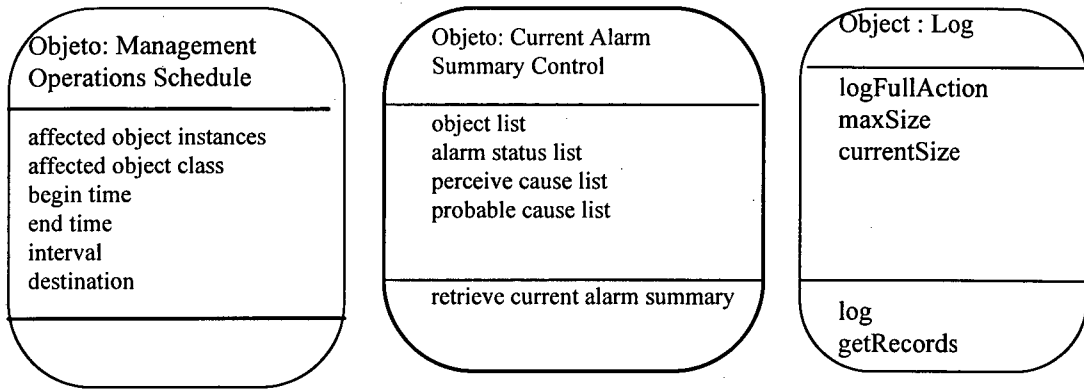 Objeto: Management
Operations Schedule
affected object instances
affected object class
begin time
end time
interval
destination
Objeto: Current Alarm
Summary Control
object list
alarm status list
perceive cause list
probable cause list
retrieve current alarm summary
Object : Log
logFullAction
maxSize
currentSize
log
getRecords